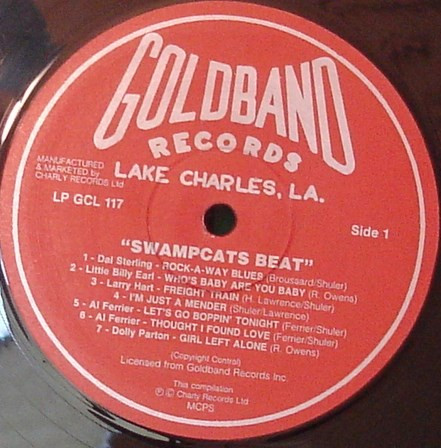 GOLDBAND
RECORDS
LAKE CHARLES, LA.
MANUFACTURED
& MARKETED by
CHARLY RECORDS Ltd
LP GCL 117
Side 1
"SWAMPCATS BEAT"
1 - Dal Sterling - ROCK-A-WAY BLUES (Broussard/Shuler)
2 - Little Billy Earl - WHO'S BABY ARE YOU BABY (R. Owens)
3 - Larry Hart - FREIGHT TRAIN (H. Lawrence/Shuler)
4 - I'M JUST A MENDER (Shuler/Lawrence)
5 - Al Ferrier - LET'S GO BOPPIN' TONIGHT (Ferrier/Shuler)
6 - Al Ferrier - THOUGHT I FOUND LOVE (Ferrier/Shuler)
7 - Dolly Parton - GIRL LEFT ALONE (R. Owens)
(Copyright Control)
Licensed from Goldband Records Inc.
This compilation
℗ © Charly Records Ltd
MCPS